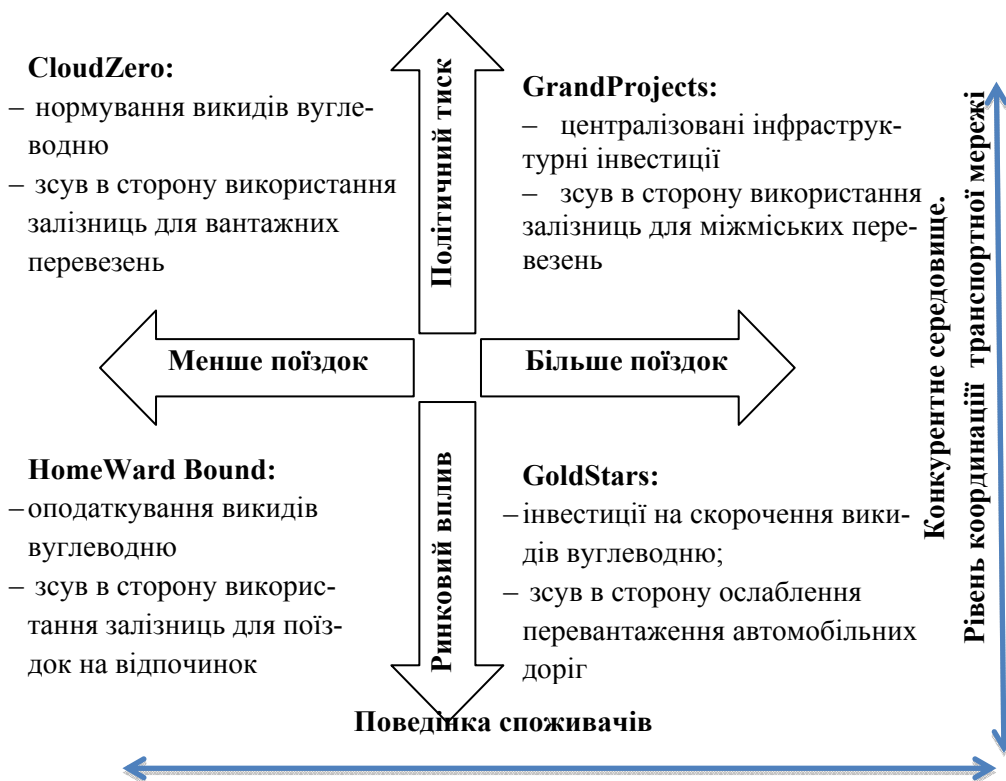 CloudZero:
– нормування викидів вугле-
водню
– зсув в сторону використання
залізниць для вантажних
перевезень
Політичний тиск
GrandProjects:
– централізовані інфраструк-
турні інвестиції
– зсув в сторону використання
залізниць для міжміських пере-
везень
Менше поїздок
Більше поїздок
HomeWard Bound:
– оподаткування викидів
вуглеводню
– зсув в сторону викорис-
тання залізниць для поїз-
док на відпочинок
Ринковий вплив
GoldStars:
– інвестиції на скорочення вики-
дів вуглеводню;
– зсув в сторону ослаблення
перевантаження автомобільних
доріг
Конкурентне середовище.
Рівень координації транспортної мережі
Поведінка споживачів